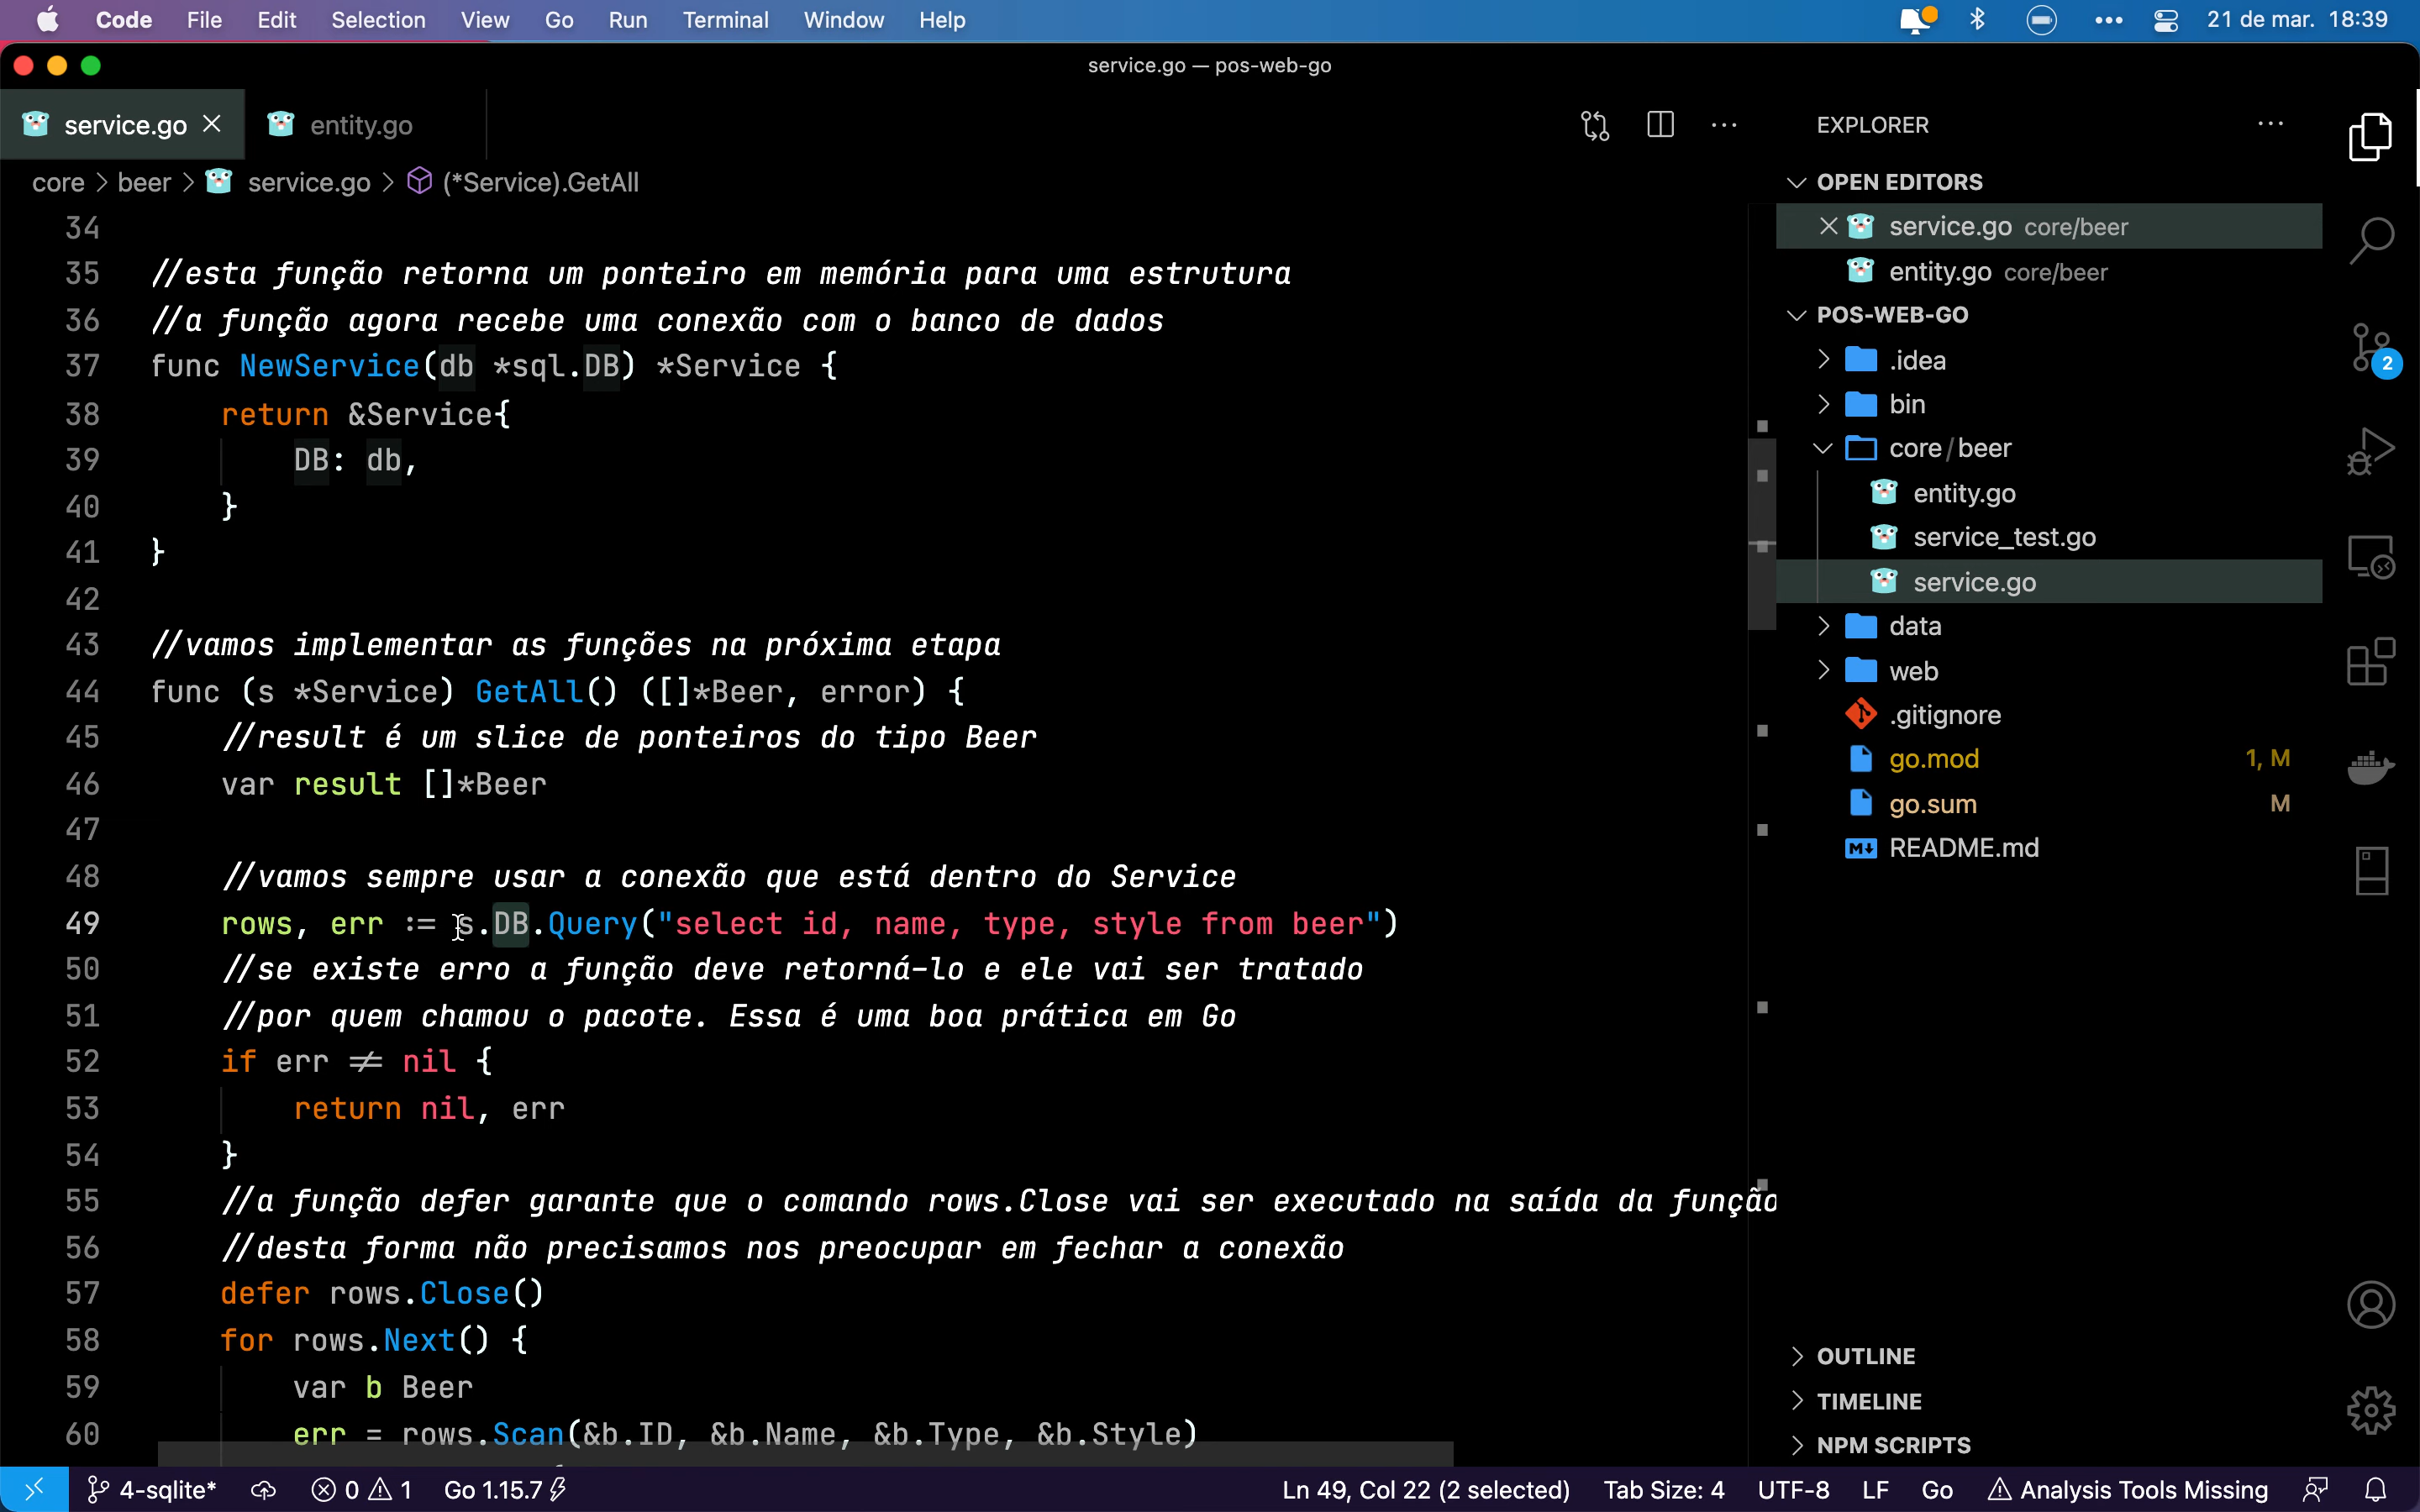 Code File Edit Selection View Go Run Terminal Window Help 21 de mar. 18:39
service.go — pos-web-go
service.go entity.go
core > beer > service.go > (*Service).GetAll
34
35 //esta função retorna um ponteiro em memória para uma estrutura
36 //a função agora recebe uma conexão com o banco de dados
37 func NewService(db *sql.DB) *Service {
38 return &Service{
39 DB: db,
40 }
41 }
42
43 //vamos implementar as funções na próxima etapa
44 func (s *Service) GetAll() ([]*Beer, error) {
45 //result é um slice de ponteiros do tipo Beer
46 var result []*Beer
47
48 //vamos sempre usar a conexão que está dentro do Service
49 rows, err := s.DB.Query("select id, name, type, style from beer")
50 //se existe erro a função deve retorná-lo e ele vai ser tratado
51 //por quem chamou o pacote. Essa é uma boa prática em Go
52 if err != nil {
53 return nil, err
54 }
55 //a função defer garante que o comando rows.Close vai ser executado na saída da função
56 //desta forma não precisamos nos preocupar em fechar a conexão
57 defer rows.Close()
58 for rows.Next() {
59 var b Beer
60 err = rows.Scan(&b.ID, &b.Name, &b.Type, &b.Style)
EXPLORER
OPEN EDITORS
service.go core/beer
entity.go core/beer
POS-WEB-GO
.idea
bin
core / beer
entity.go
service_test.go
service.go
data
web
.gitignore
go.mod 1, M
go.sum M
README.md
OUTLINE
TIMELINE
NPM SCRIPTS
2
4-sqlite* 0 1 Go 1.15.7 Ln 49, Col 22 (2 selected) Tab Size: 4 UTF-8 LF Go Analysis Tools Missing